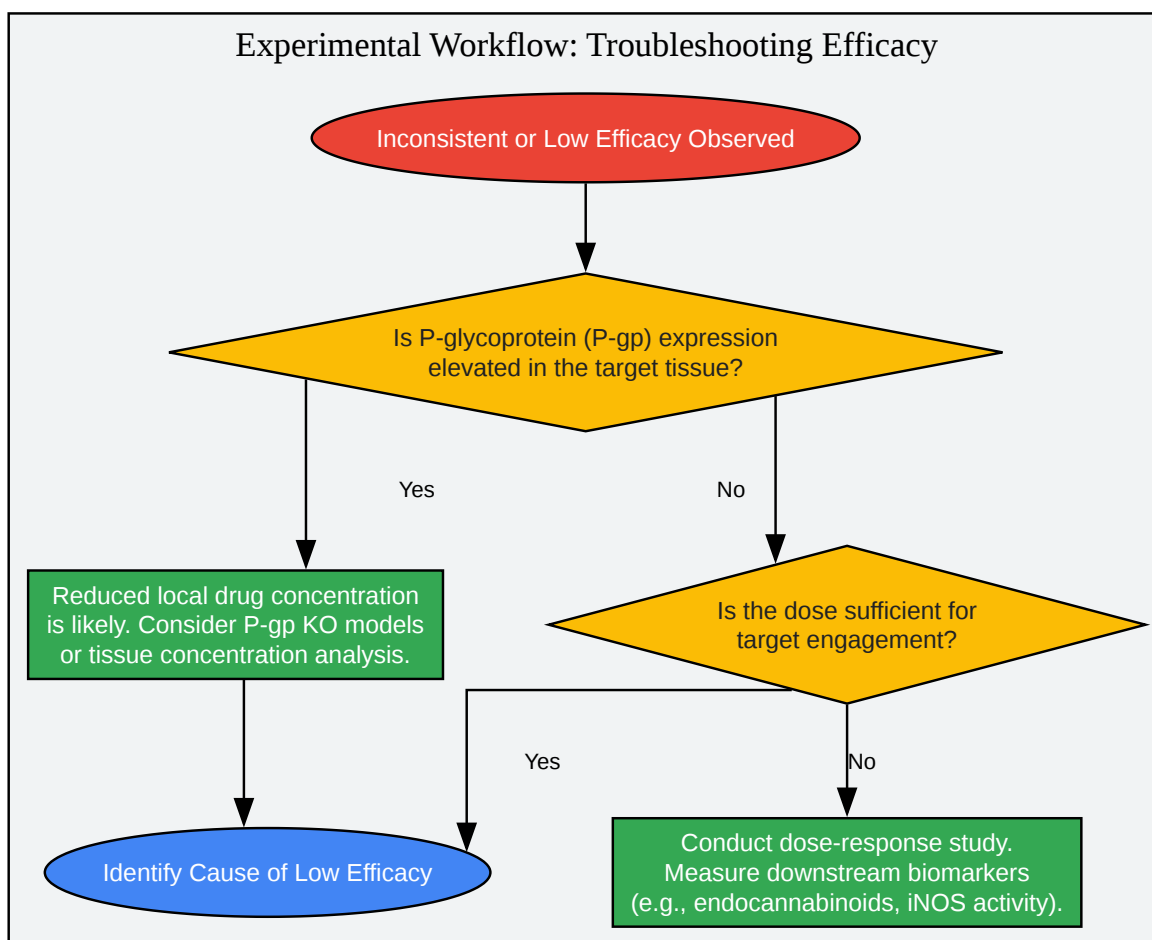 Experimental Workflow: Troubleshooting Efficacy
Inconsistent or Low Efficacy Observed
Is P-glycoprotein (P-gp) expression
elevated in the target tissue?
Yes
No
Reduced local drug concentration
is likely. Consider P-gp KO models
or tissue concentration analysis.
Is the dose sufficient for
target engagement?
Yes
No
Identify Cause of Low Efficacy
Conduct dose-response study.
Measure downstream biomarkers
(e.g., endocannabinoids, iNOS activity).